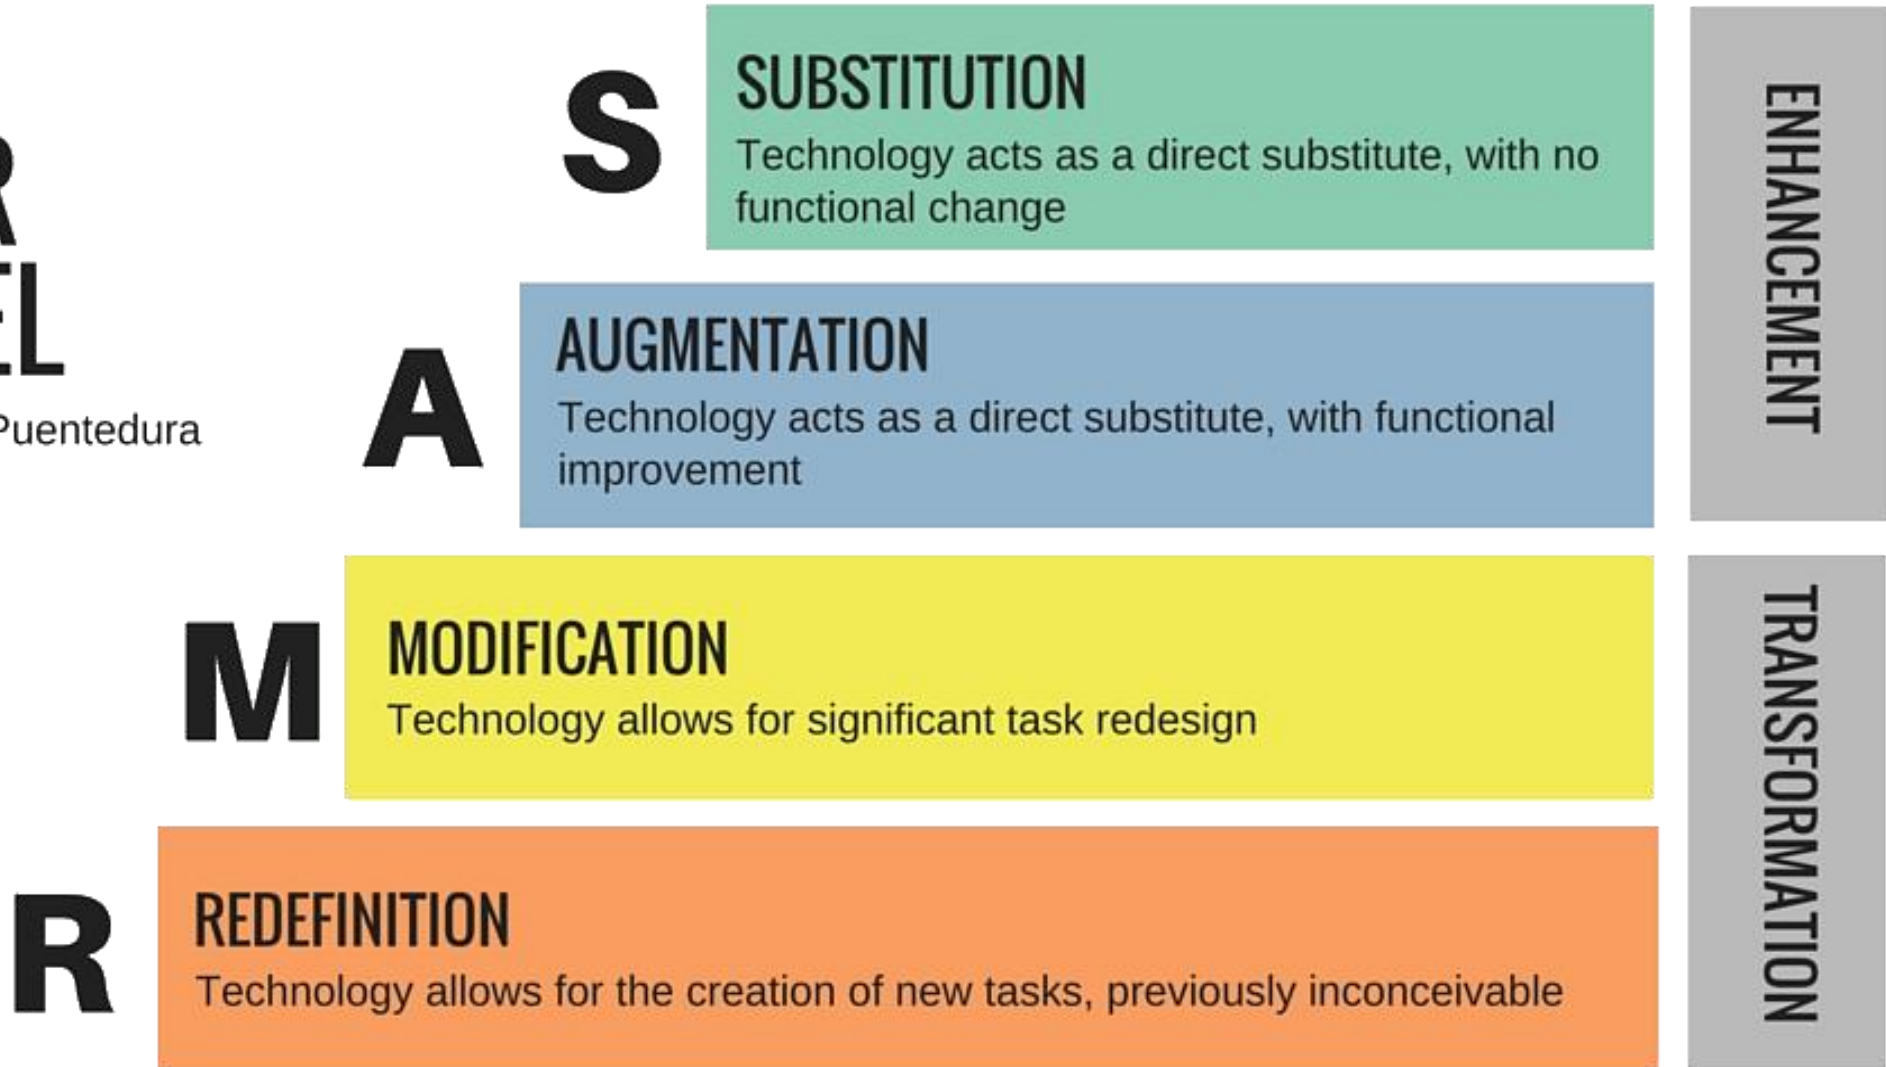 S
SUBSTITUTION
Technology acts as a direct substitute, with no
functional change
ENHANCEMENT
R
EL
Puentedura
A
AUGMENTATION
Technology acts as a direct substitute, with functional
improvement
M
MODIFICATION
Technology allows for significant task redesign
TRANSFORMATION
R
REDEFINITION
Technology allows for the creation of new tasks, previously inconceivable